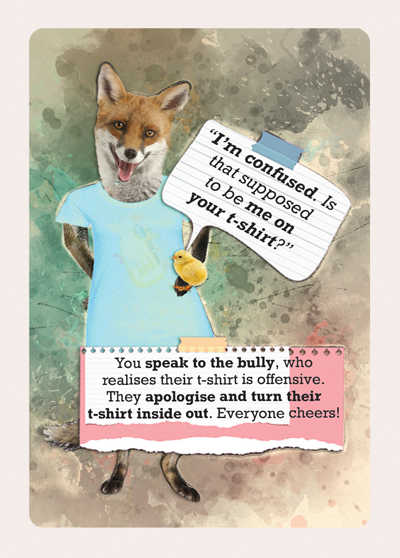 “I’m confused. Is
that supposed
to be me on
your t-shirt?”
You speak to the bully, who
realises their t-shirt is offensive.
They apologise and turn their
t-shirt inside out. Everyone cheers!